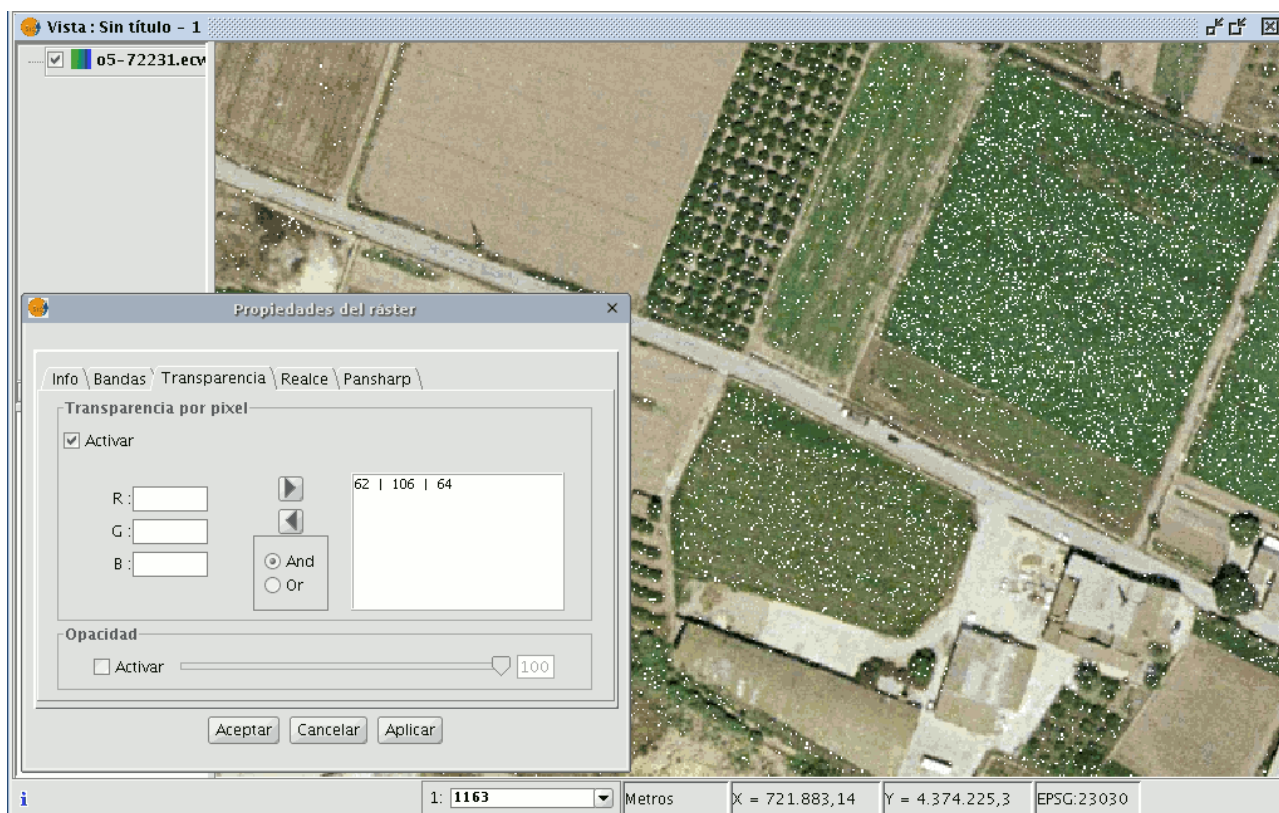 Vista : Sin título - 1
o5-72231.ecw
Propiedades del ráster
Info Bandas Transparencia Realce Pansharp
Transparencia por pixel
Activar
R :
G :
B :
62 | 106 | 64
And
Or
Opacidad
Activar
100
Aceptar Cancelar Aplicar
1: 1163 Metros X = 721.883,14 Y = 4.374.225,3 EPSG:23030